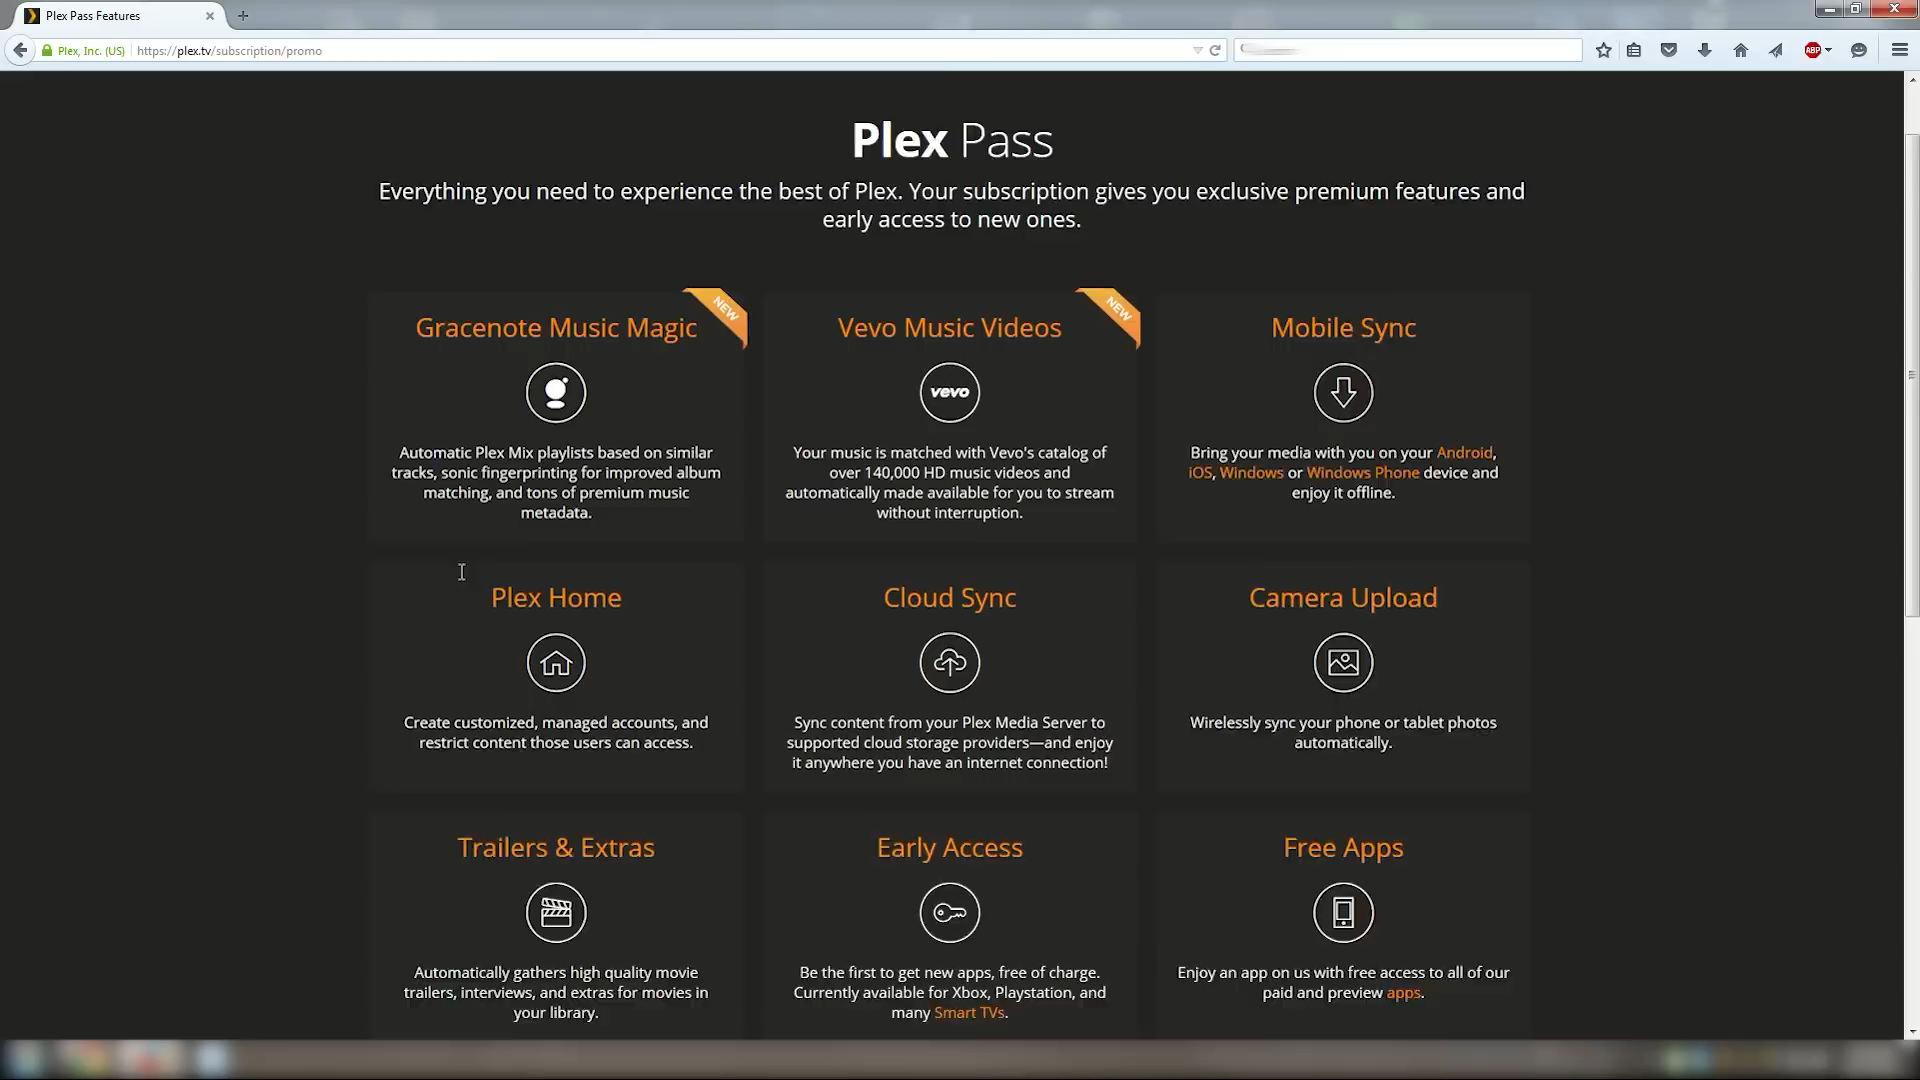 Plex Pass Features
Plex, Inc. (US) https://plex.tv/subscription/promo
ABP
Plex Pass
Everything you need to experience the best of Plex. Your subscription gives you exclusive premium features and
early access to new ones.
Gracenote Music Magic
NEW
Automatic Plex Mix playlists based on similar
tracks, sonic fingerprinting for improved album
matching, and tons of premium music
metadata.
Vevo Music Videos
NEW
vevo
Your music is matched with Vevo's catalog of
over 140,000 HD music videos and
automatically made available for you to stream
without interruption.
Mobile Sync
Bring your media with you on your Android,
iOS, Windows or Windows Phone device and
enjoy it offline.
Plex Home
Create customized, managed accounts, and
restrict content those users can access.
Cloud Sync
Sync content from your Plex Media Server to
supported cloud storage providers—and enjoy
it anywhere you have an internet connection!
Camera Upload
Wirelessly sync your phone or tablet photos
automatically.
Trailers & Extras
Automatically gathers high quality movie
trailers, interviews, and extras for movies in
your library.
Early Access
Be the first to get new apps, free of charge.
Currently available for Xbox, Playstation, and
many Smart TVs.
Free Apps
Enjoy an app on us with free access to all of our
paid and preview apps.